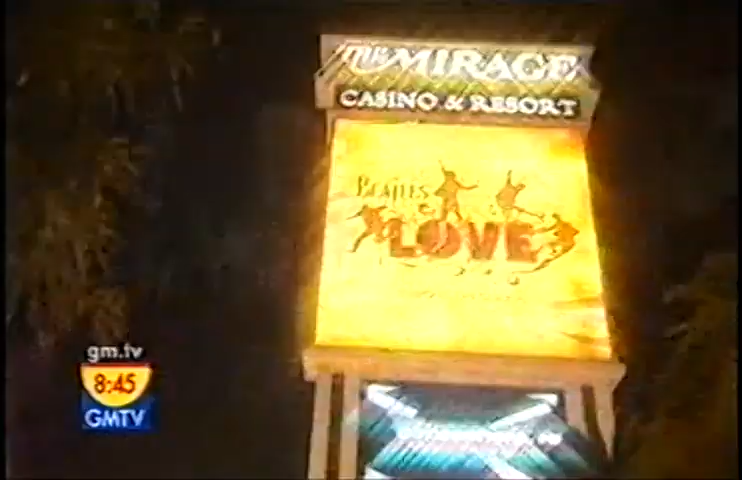 THE MIRAGE
CASINO & RESORT
BEATLES
LOVE
gm.tv
8:45
GMTV